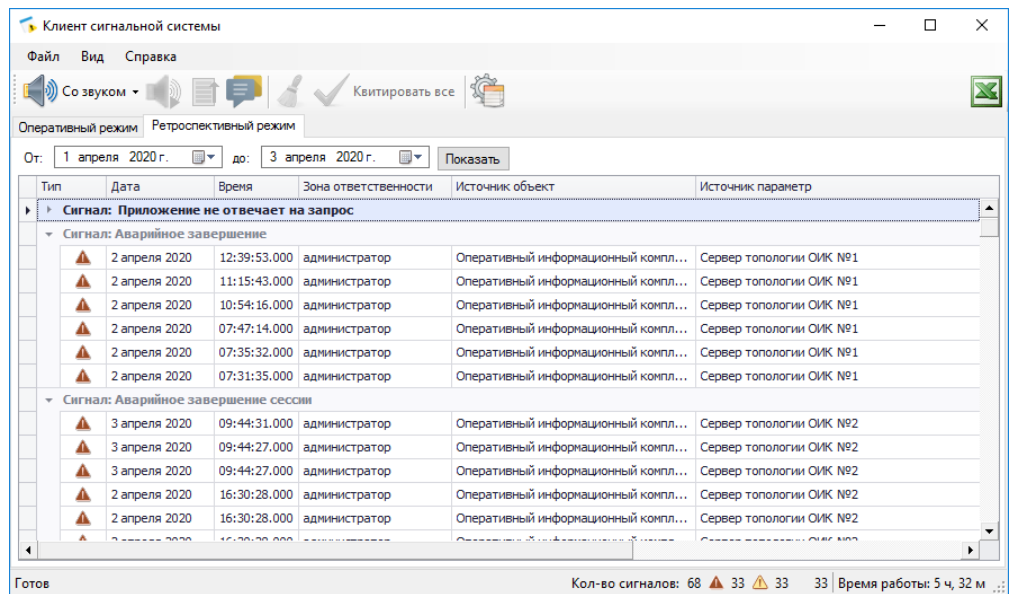 Клиент сигнальной системы
Файл Вид Справка
Со звуком Квитировать все
Оперативный режим Ретроспективный режим
От: 1 апреля 2020 г. до: 3 апреля 2020 г. Показать
Тип Дата Время Зона ответственности Источник объект Источник параметр
Сигнал: Приложение не отвечает на запрос
Сигнал: Аварийное завершение
2 апреля 2020 12:39:53.000 администратор Оперативный информационный компл... Сервер топологии ОИК №1
2 апреля 2020 11:15:43.000 администратор Оперативный информационный компл... Сервер топологии ОИК №1
2 апреля 2020 10:54:16.000 администратор Оперативный информационный компл... Сервер топологии ОИК №1
2 апреля 2020 07:47:14.000 администратор Оперативный информационный компл... Сервер топологии ОИК №1
2 апреля 2020 07:35:32.000 администратор Оперативный информационный компл... Сервер топологии ОИК №1
2 апреля 2020 07:31:35.000 администратор Оперативный информационный компл... Сервер топологии ОИК №1
Сигнал: Аварийное завершение сессии
3 апреля 2020 09:44:31.000 администратор Оперативный информационный компл... Сервер топологии ОИК №2
3 апреля 2020 09:44:27.000 администратор Оперативный информационный компл... Сервер топологии ОИК №2
3 апреля 2020 09:44:27.000 администратор Оперативный информационный компл... Сервер топологии ОИК №2
2 апреля 2020 16:30:28.000 администратор Оперативный информационный компл... Сервер топологии ОИК №2
2 апреля 2020 16:30:28.000 администратор Оперативный информационный компл... Сервер топологии ОИК №2
Готов Кол-во сигналов: 68 33 33 33 Время работы: 5 ч, 32 м